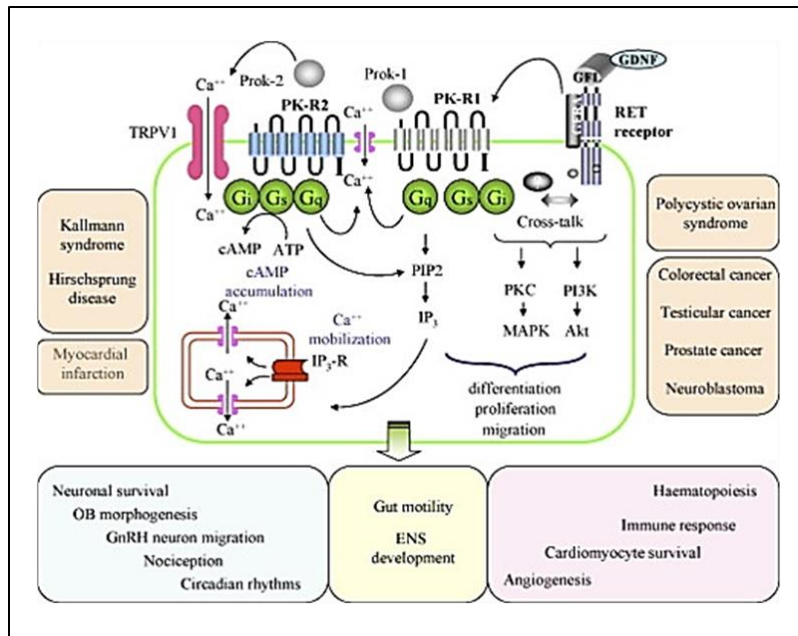 GDNF
GFL
Prok-2
Prok-1
Ca++
Ca++
PK-R2
PK-R1
RET
receptor
TRPV1
Ca++
Ca++
Gi
Gs
Gq
Gq
Gs
Gi
Cross-talk
cAMP
ATP
cAMP
accumulation
PIP2
PKC
PI3K
IP3
MAPK
Akt
Ca++
Ca++
mobilization
IP3-R
Ca++
Ca++
differentiation
proliferation
migration
Kallmann
syndrome
Hirschsprung
disease
Myocardial
infarction
Polycystic ovarian
syndrome
Colorectal cancer
Testicular cancer
Prostate cancer
Neuroblastoma
Neuronal survival
OB morphogenesis
GnRH neuron migration
Nociception
Circadian rhythms
Gut motility
ENS
development
Haematopoiesis
Immune response
Cardiomyocyte survival
Angiogenesis